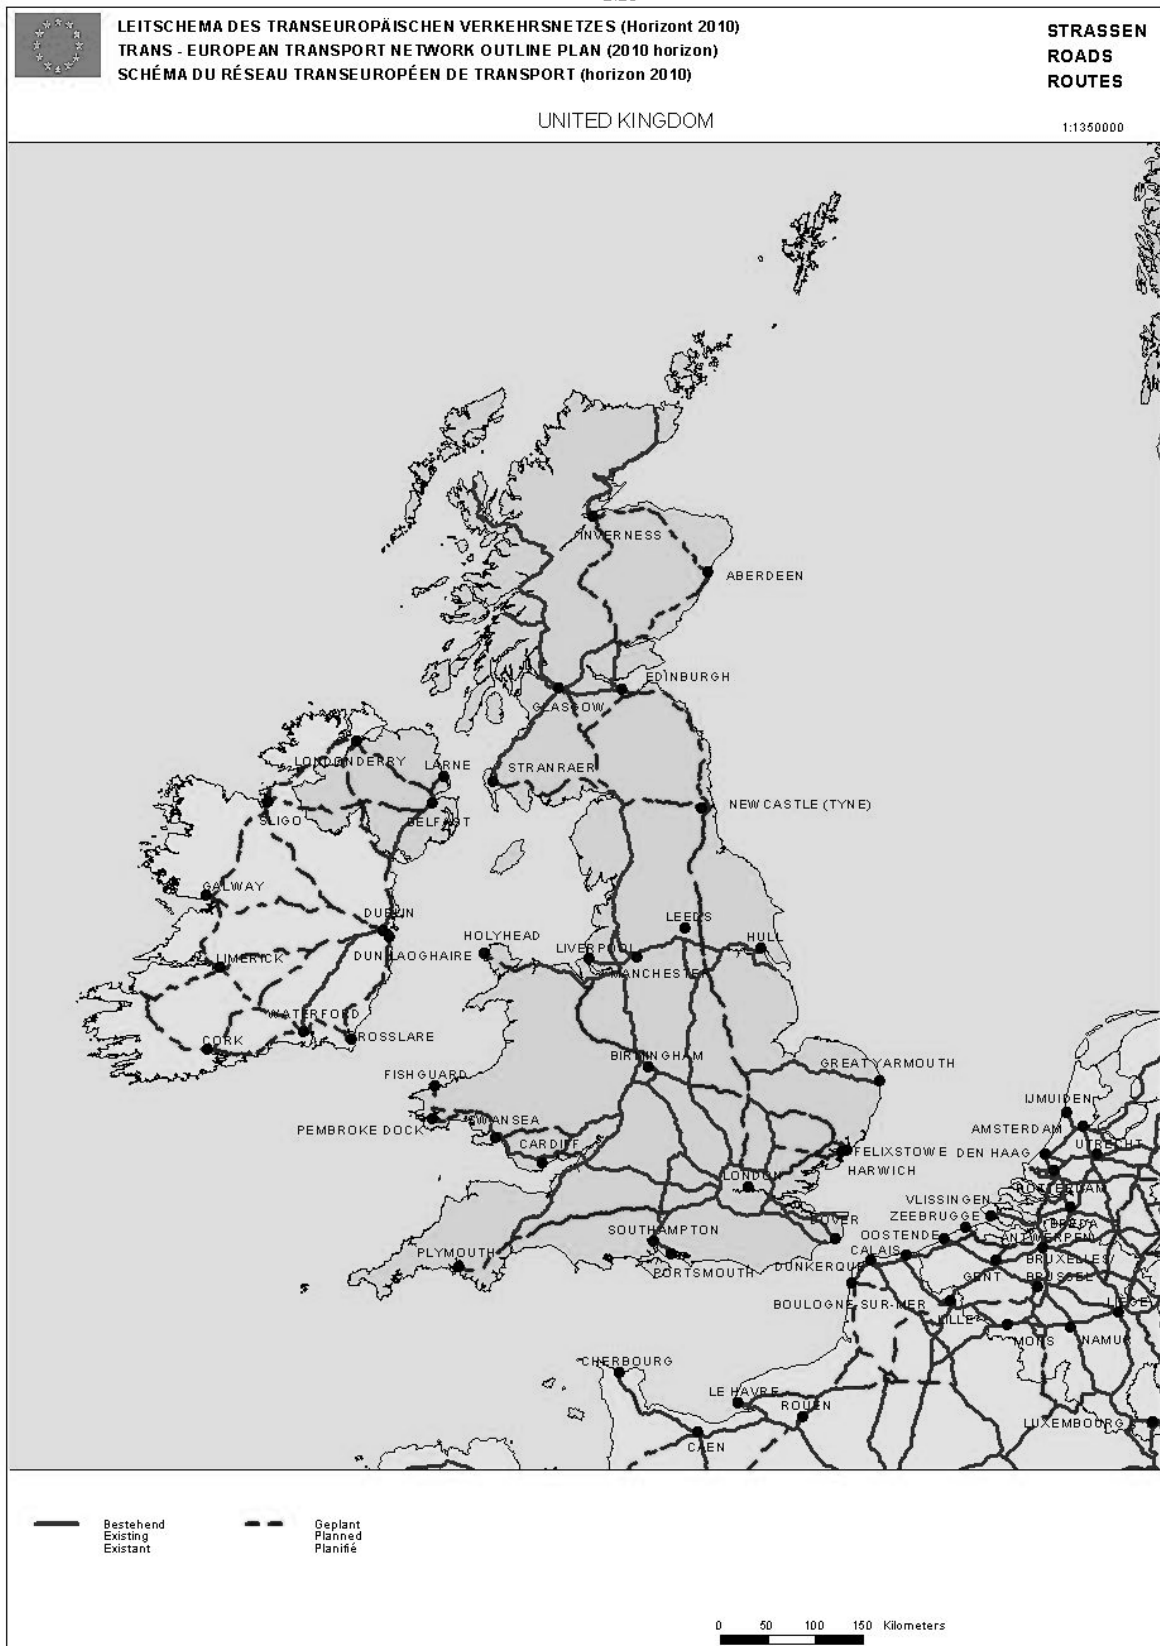 LEITSCHEMA DES TRANSEUROPÄISCHEN VERKEHRSNETZES (Horizont 2010)
TRANS - EUROPEAN TRANSPORT NETWORK OUTLINE PLAN (2010 horizon)
SCHÉMA DU RÉSEAU TRANSEUROPÉEN DE TRANSPORT (horizon 2010)
STRASSEN
ROADS
ROUTES
UNITED KINGDOM
1:1350000
INVERNESS
ABERDEEN
EDINBURGH
GLASGOW
LONDONDERRY
LARNE
STRANRAER
SLIGO
BELFAST
NEWCASTLE (TYNE)
GALWAY
DUBLIN
LEEDS
HOLYHEAD
LIVERPOOL
HULL
DUN LAOGHAIRE
LIMERICK
MANCHESTER
WATERFORD
CORK
ROSSLARE
BIRMINGHAM
GREAT YARMOUTH
FISHGUARD
IJMUIDEN
PEMBROKE DOCK
SWANSEA
AMSTERDAM
CARDIFF
FELIXSTOWE
DEN HAAG
UTRECHT
HARWICH
LONDON
ROTTERDAM
VLISSINGEN
ZEEBRUGGE
BREDA
DOVER
SOUTHAMPTON
OOSTENDE
ANTWERPEN
PLYMOUTH
CALAIS
PORTSMOUTH
DUNKERQUE
BRUXELLES/
GENT
BRUSSEL
BOULOGNE-SUR-MER
LILLE
LIEGE
MONS
NAMUR
CHERBOURG
LE HAVRE
ROUEN
LUXEMBOURG
CAEN
Bestehend
Existing
Existant
Geplant
Planned
Planifié
0 50 100 150 Kilometers